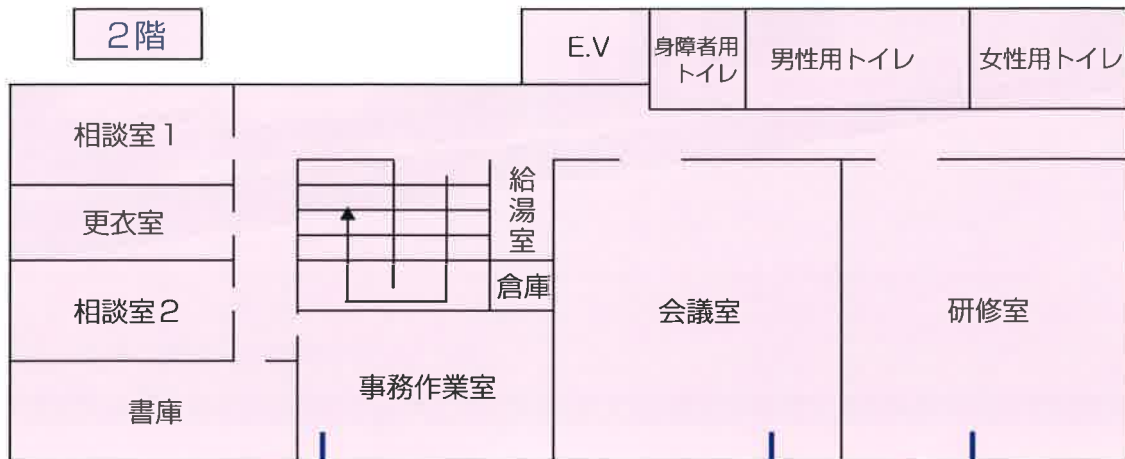 2階
E.V
身障者用
トイレ
男性用トイレ
女性用トイレ
相談室1
給湯室
更衣室
倉庫
相談室2
会議室
研修室
事務作業室
書庫